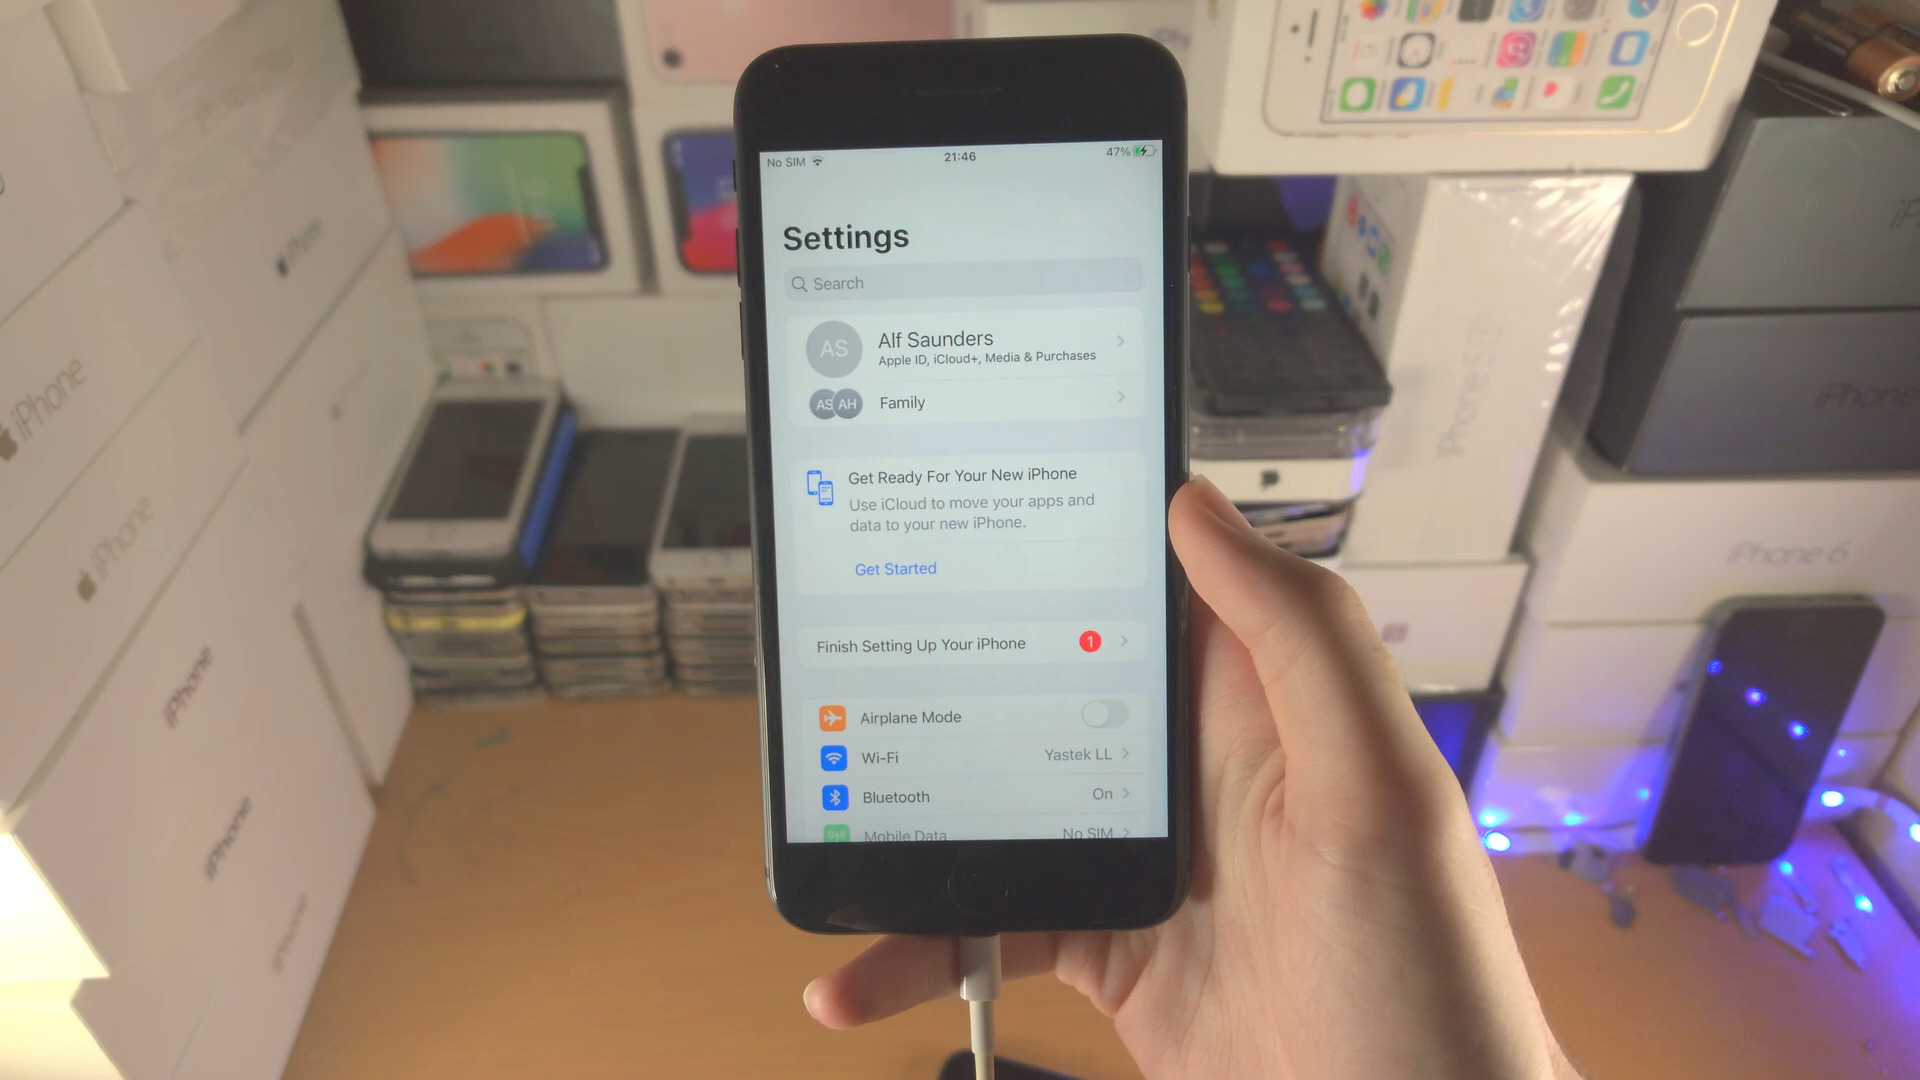 No SIM
21:46
47%
Settings
Search
AS
Alf Saunders
Apple ID, iCloud+, Media & Purchases
AS AH
Family
Get Ready For Your New iPhone
Use iCloud to move your apps and
data to your new iPhone.
Get Started
Finish Setting Up Your iPhone
1
Airplane Mode
Wi-Fi
Yastek LL
Bluetooth
On
Mobile Data
No SIM
iPhone
iPhone
iPhone
iPhone
iPhone
iPhone
iPhone
iPhone 6